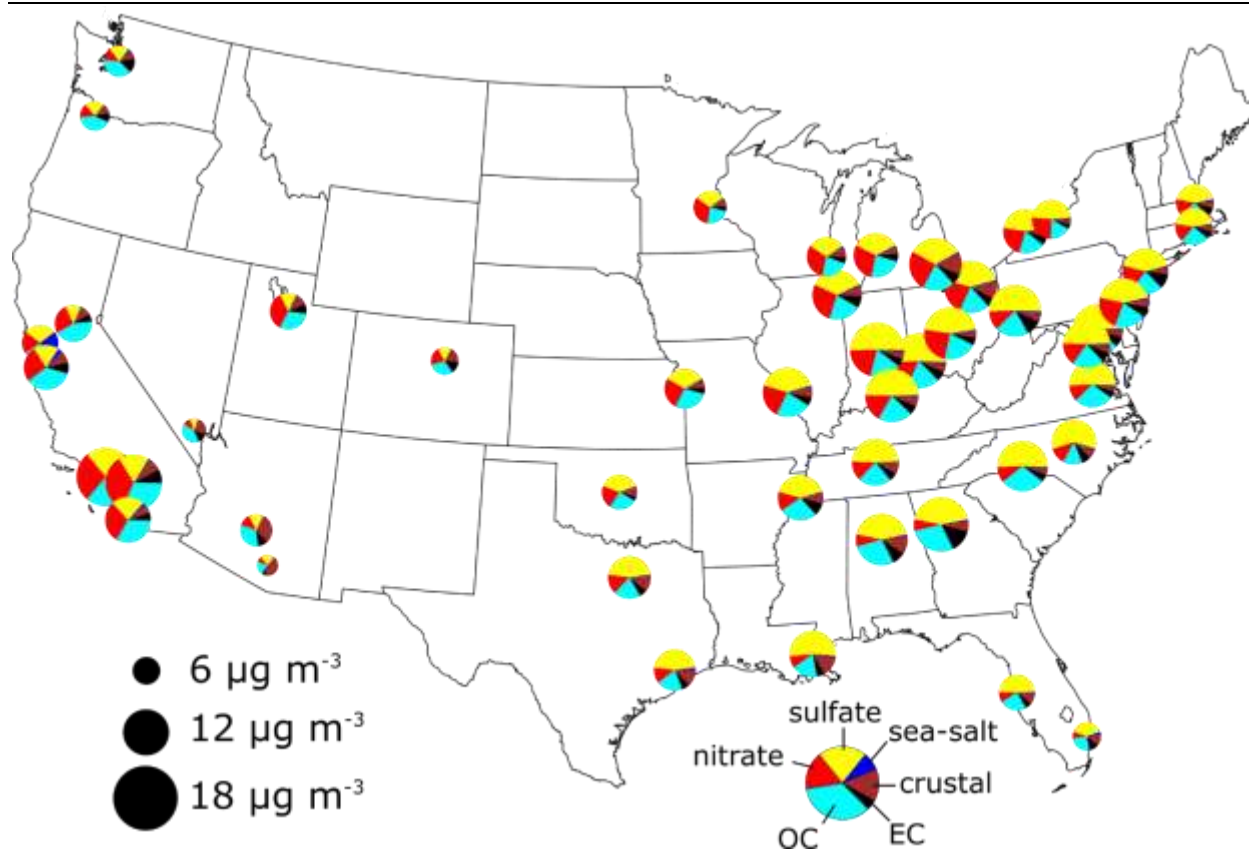 6 µg m-3
12 µg m-3
18 µg m-3
sulfate
sea-salt
nitrate
crustal
OC
EC